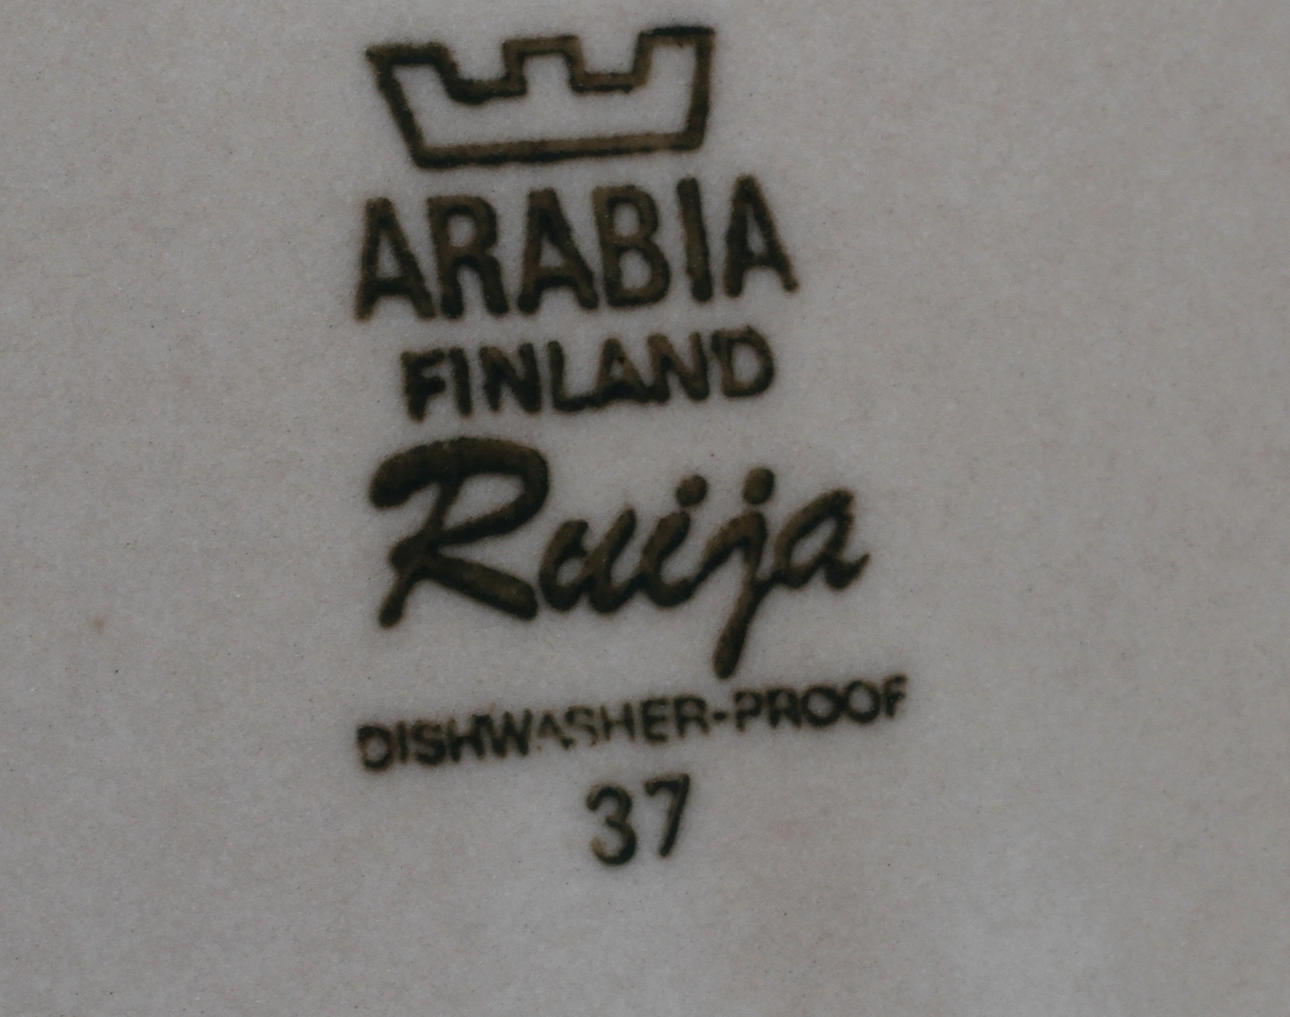 ARABIA
FINLAND
Ruija
DISHWASHER-PROOF
37